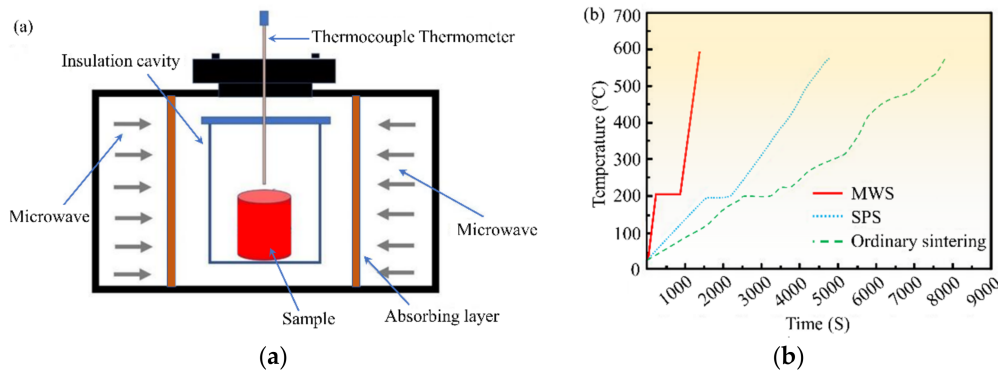 (a)
Thermocouple Thermometer
Insulation cavity
Microwave
Microwave
Sample
Absorbing layer
(a)
(b)
700
600
500
400
300
200
100
0
Temperature (℃)
MWS
SPS
Ordinary sintering
1000
2000
3000
4000
5000
6000
7000
8000
9000
Time (S)
(b)